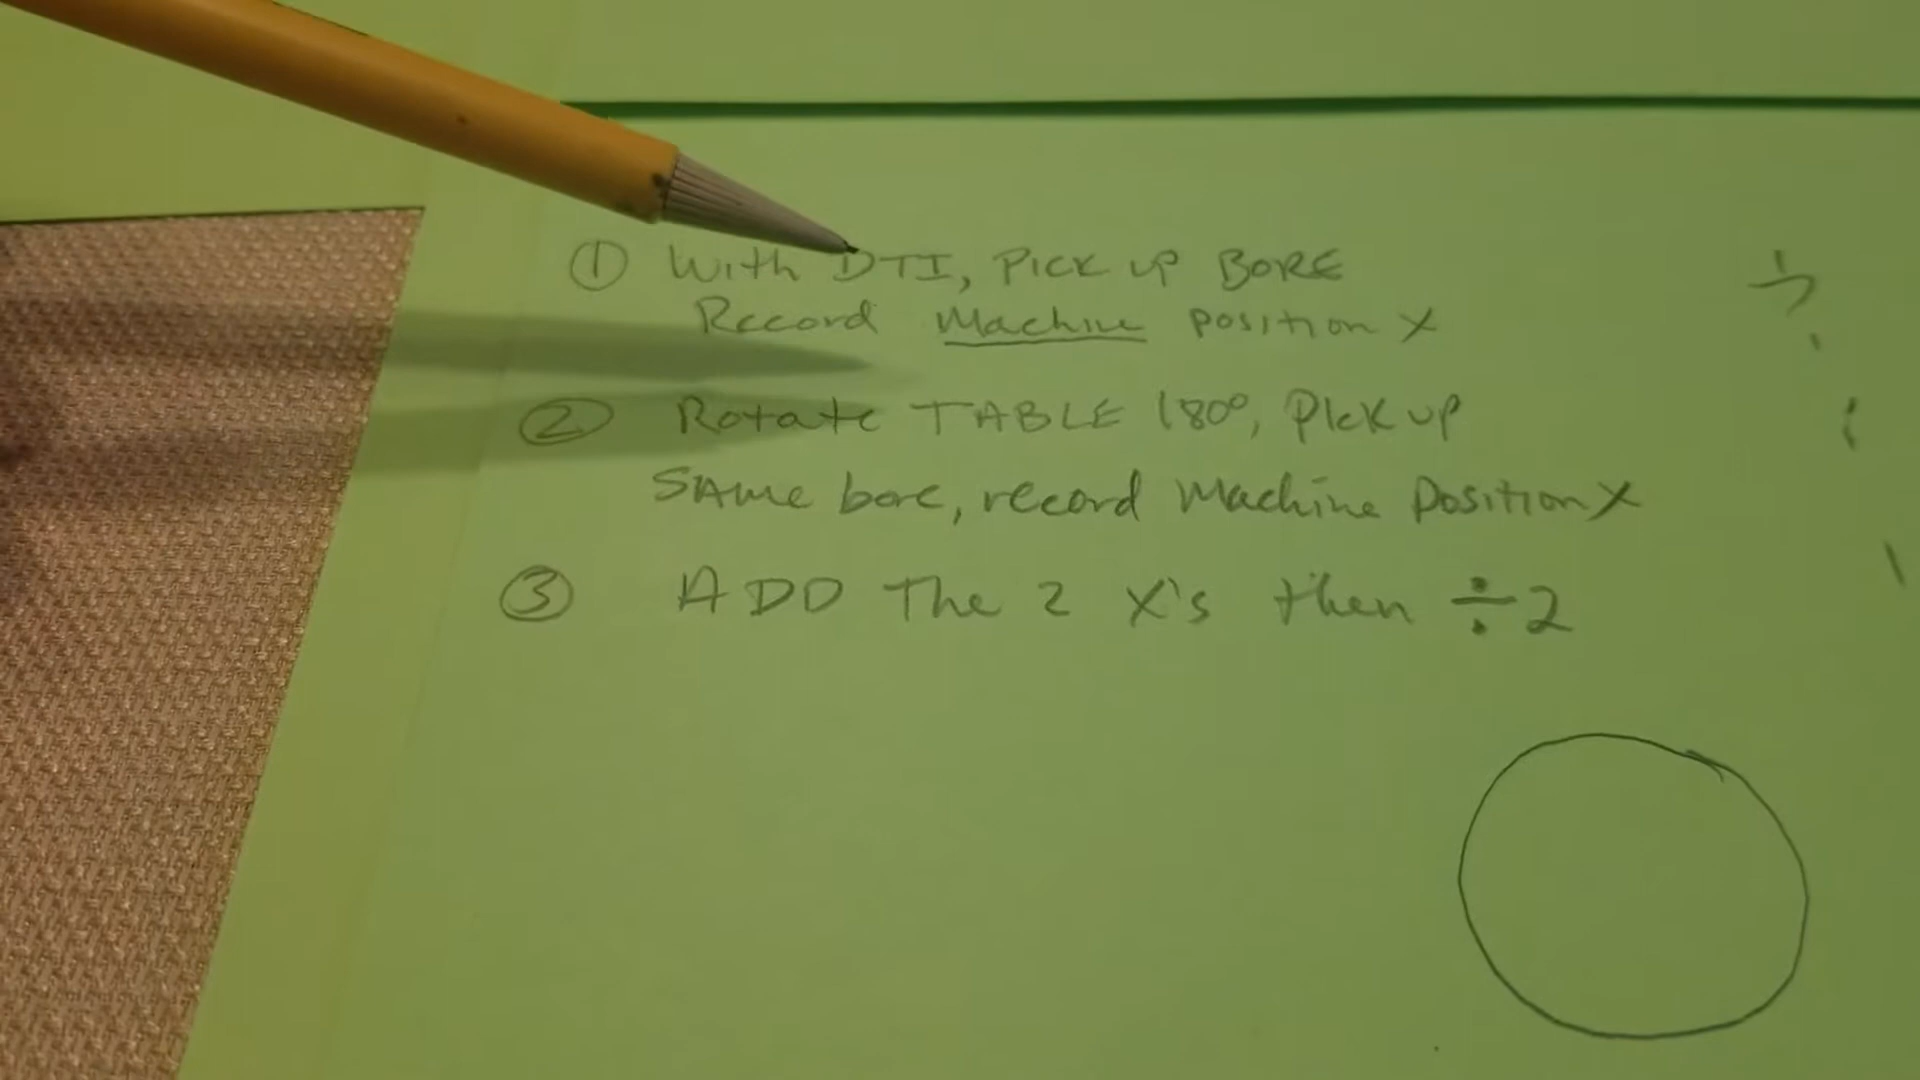 ① With DTI, Pick up BORE
Record Machine position X
② Rotate TABLE 180°, Pick up
SAme bore, record Machine Position X
③ ADD The 2 X's then ÷2